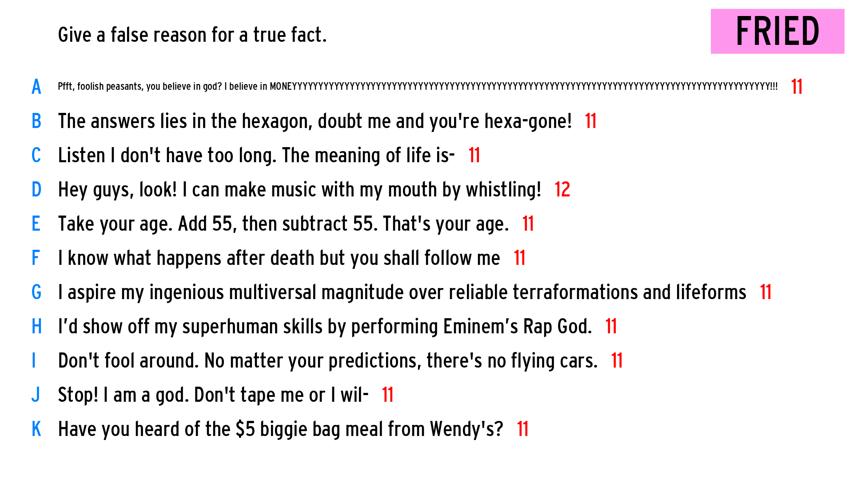 Give a false reason for a true fact.
FRIED
A Pfft, foolish peasants, you believe in god? I believe in MONEYYYYYYYYYYYYYYYYYYYYYYYYYYYYYYYYYYYYYYYYYYYYYYYYYYYYYYYYYYYYYYYYYYYYYYYYYYYYYYYYYYYYYYYYYYYY!!! 11
B The answers lies in the hexagon, doubt me and you're hexa-gone! 11
C Listen I don't have too long. The meaning of life is- 11
D Hey guys, look! I can make music with my mouth by whistling! 12
E Take your age. Add 55, then subtract 55. That's your age. 11
F I know what happens after death but you shall follow me 11
G I aspire my ingenious multiversal magnitude over reliable terraformations and lifeforms 11
H I’d show off my superhuman skills by performing Eminem’s Rap God. 11
I Don't fool around. No matter your predictions, there's no flying cars. 11
J Stop! I am a god. Don't tape me or I wil- 11
K Have you heard of the $5 biggie bag meal from Wendy's? 11